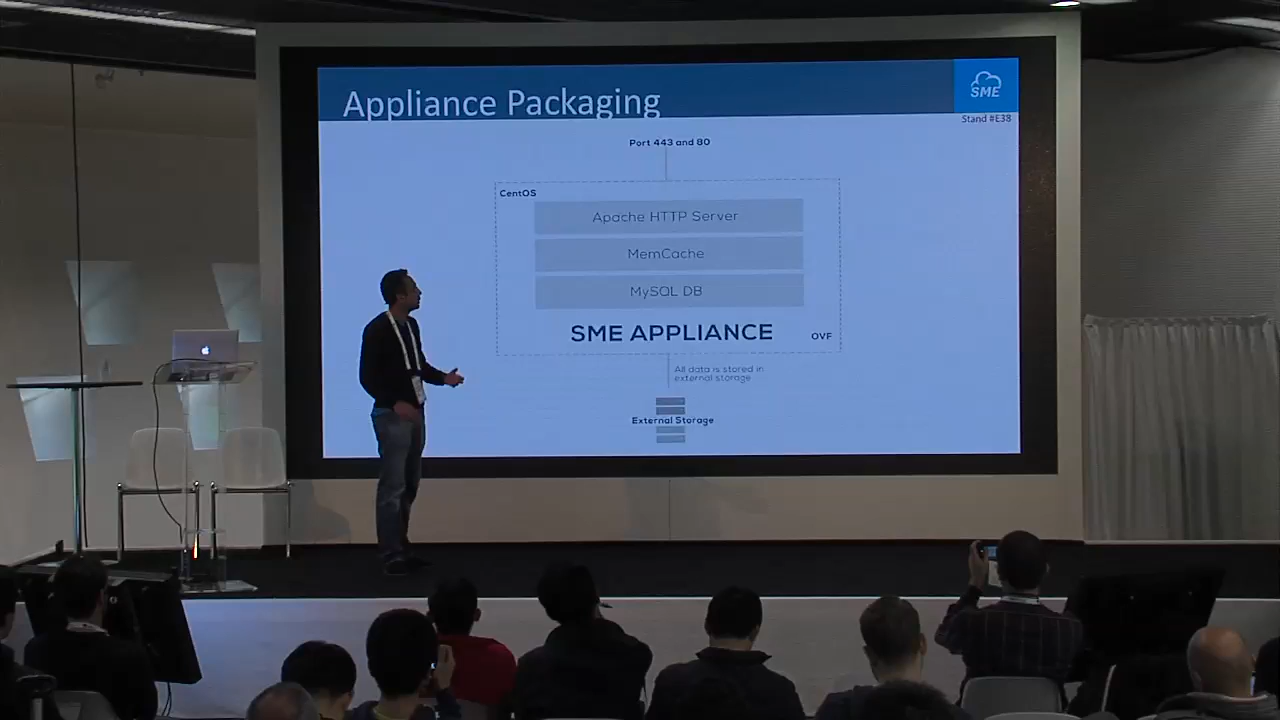 Appliance Packaging
SME
Stand #E38
Port 443 and 80
CentOS
Apache HTTP Server
MemCache
MySQL DB
SME APPLIANCE
OVF
All data is stored in
external storage
External Storage